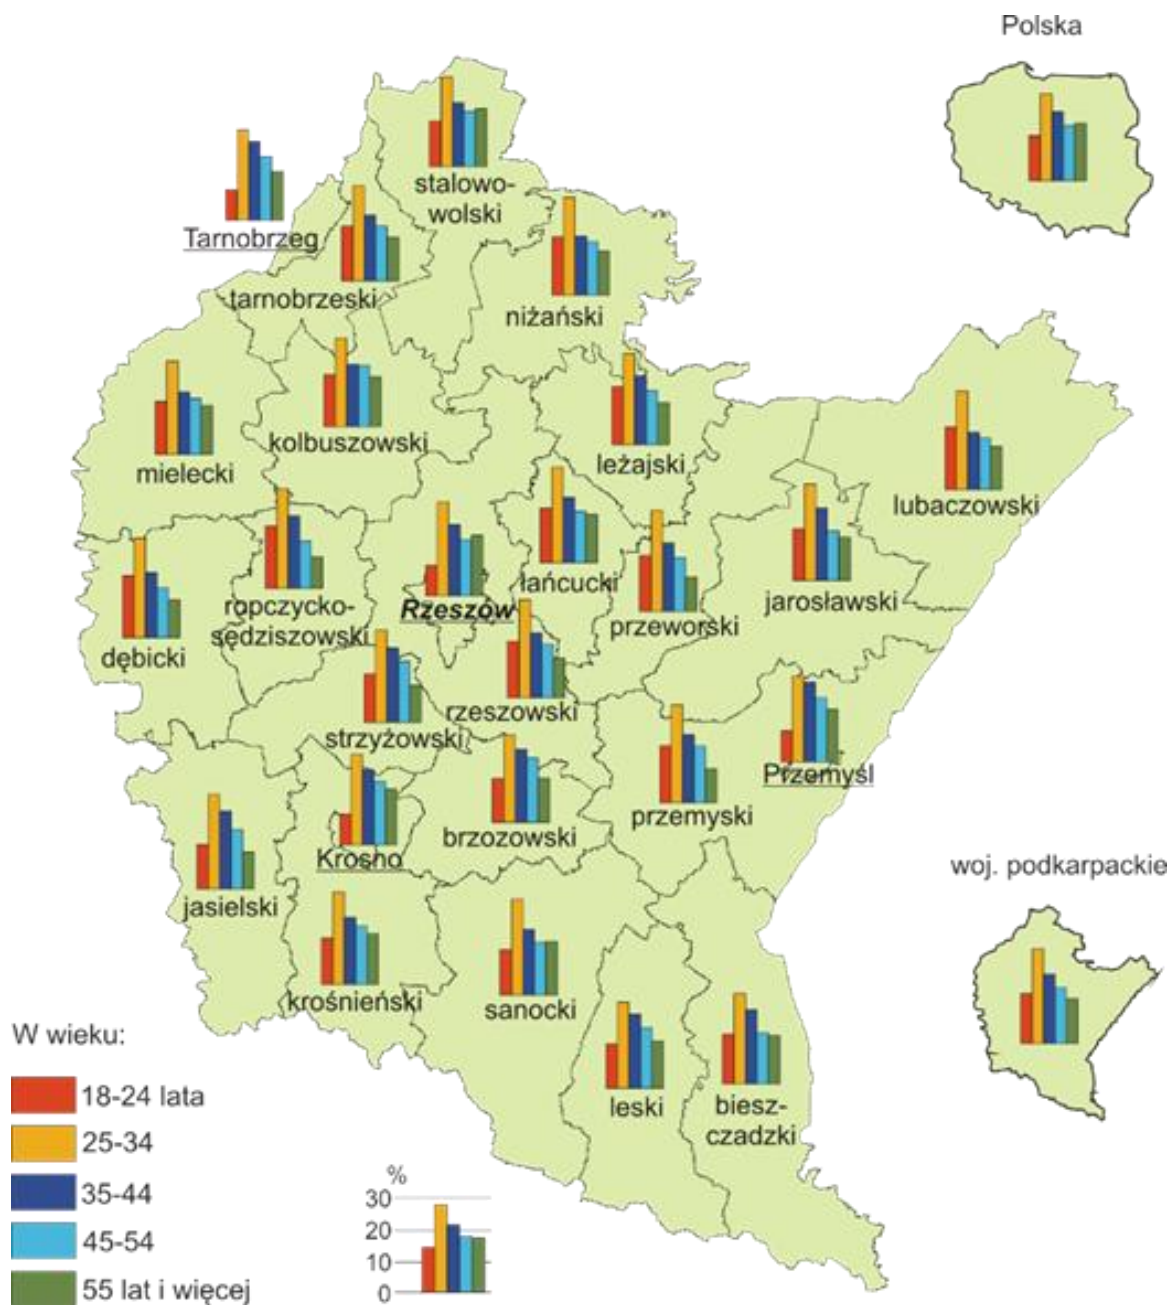 Polska
stalowo-
wolski
Tarnobrzeg
tarnobrzeski
niżański
kolbuszowski
mielecki
leżajski
lubaczowski
łańcucki
ropczycko-
sędziszowski
Rzeszów
przeworski
jarosławski
dębicki
rzeszowski
strzyżowski
Przemyśl
przemyski
brzozowski
Krosno
woj. podkarpackie
jasielski
krośnieński
sanocki
leski
biesz-
czadzki
W wieku:
18-24 lata
25-34
35-44
45-54
55 lat i więcej
%
30
20
10
0